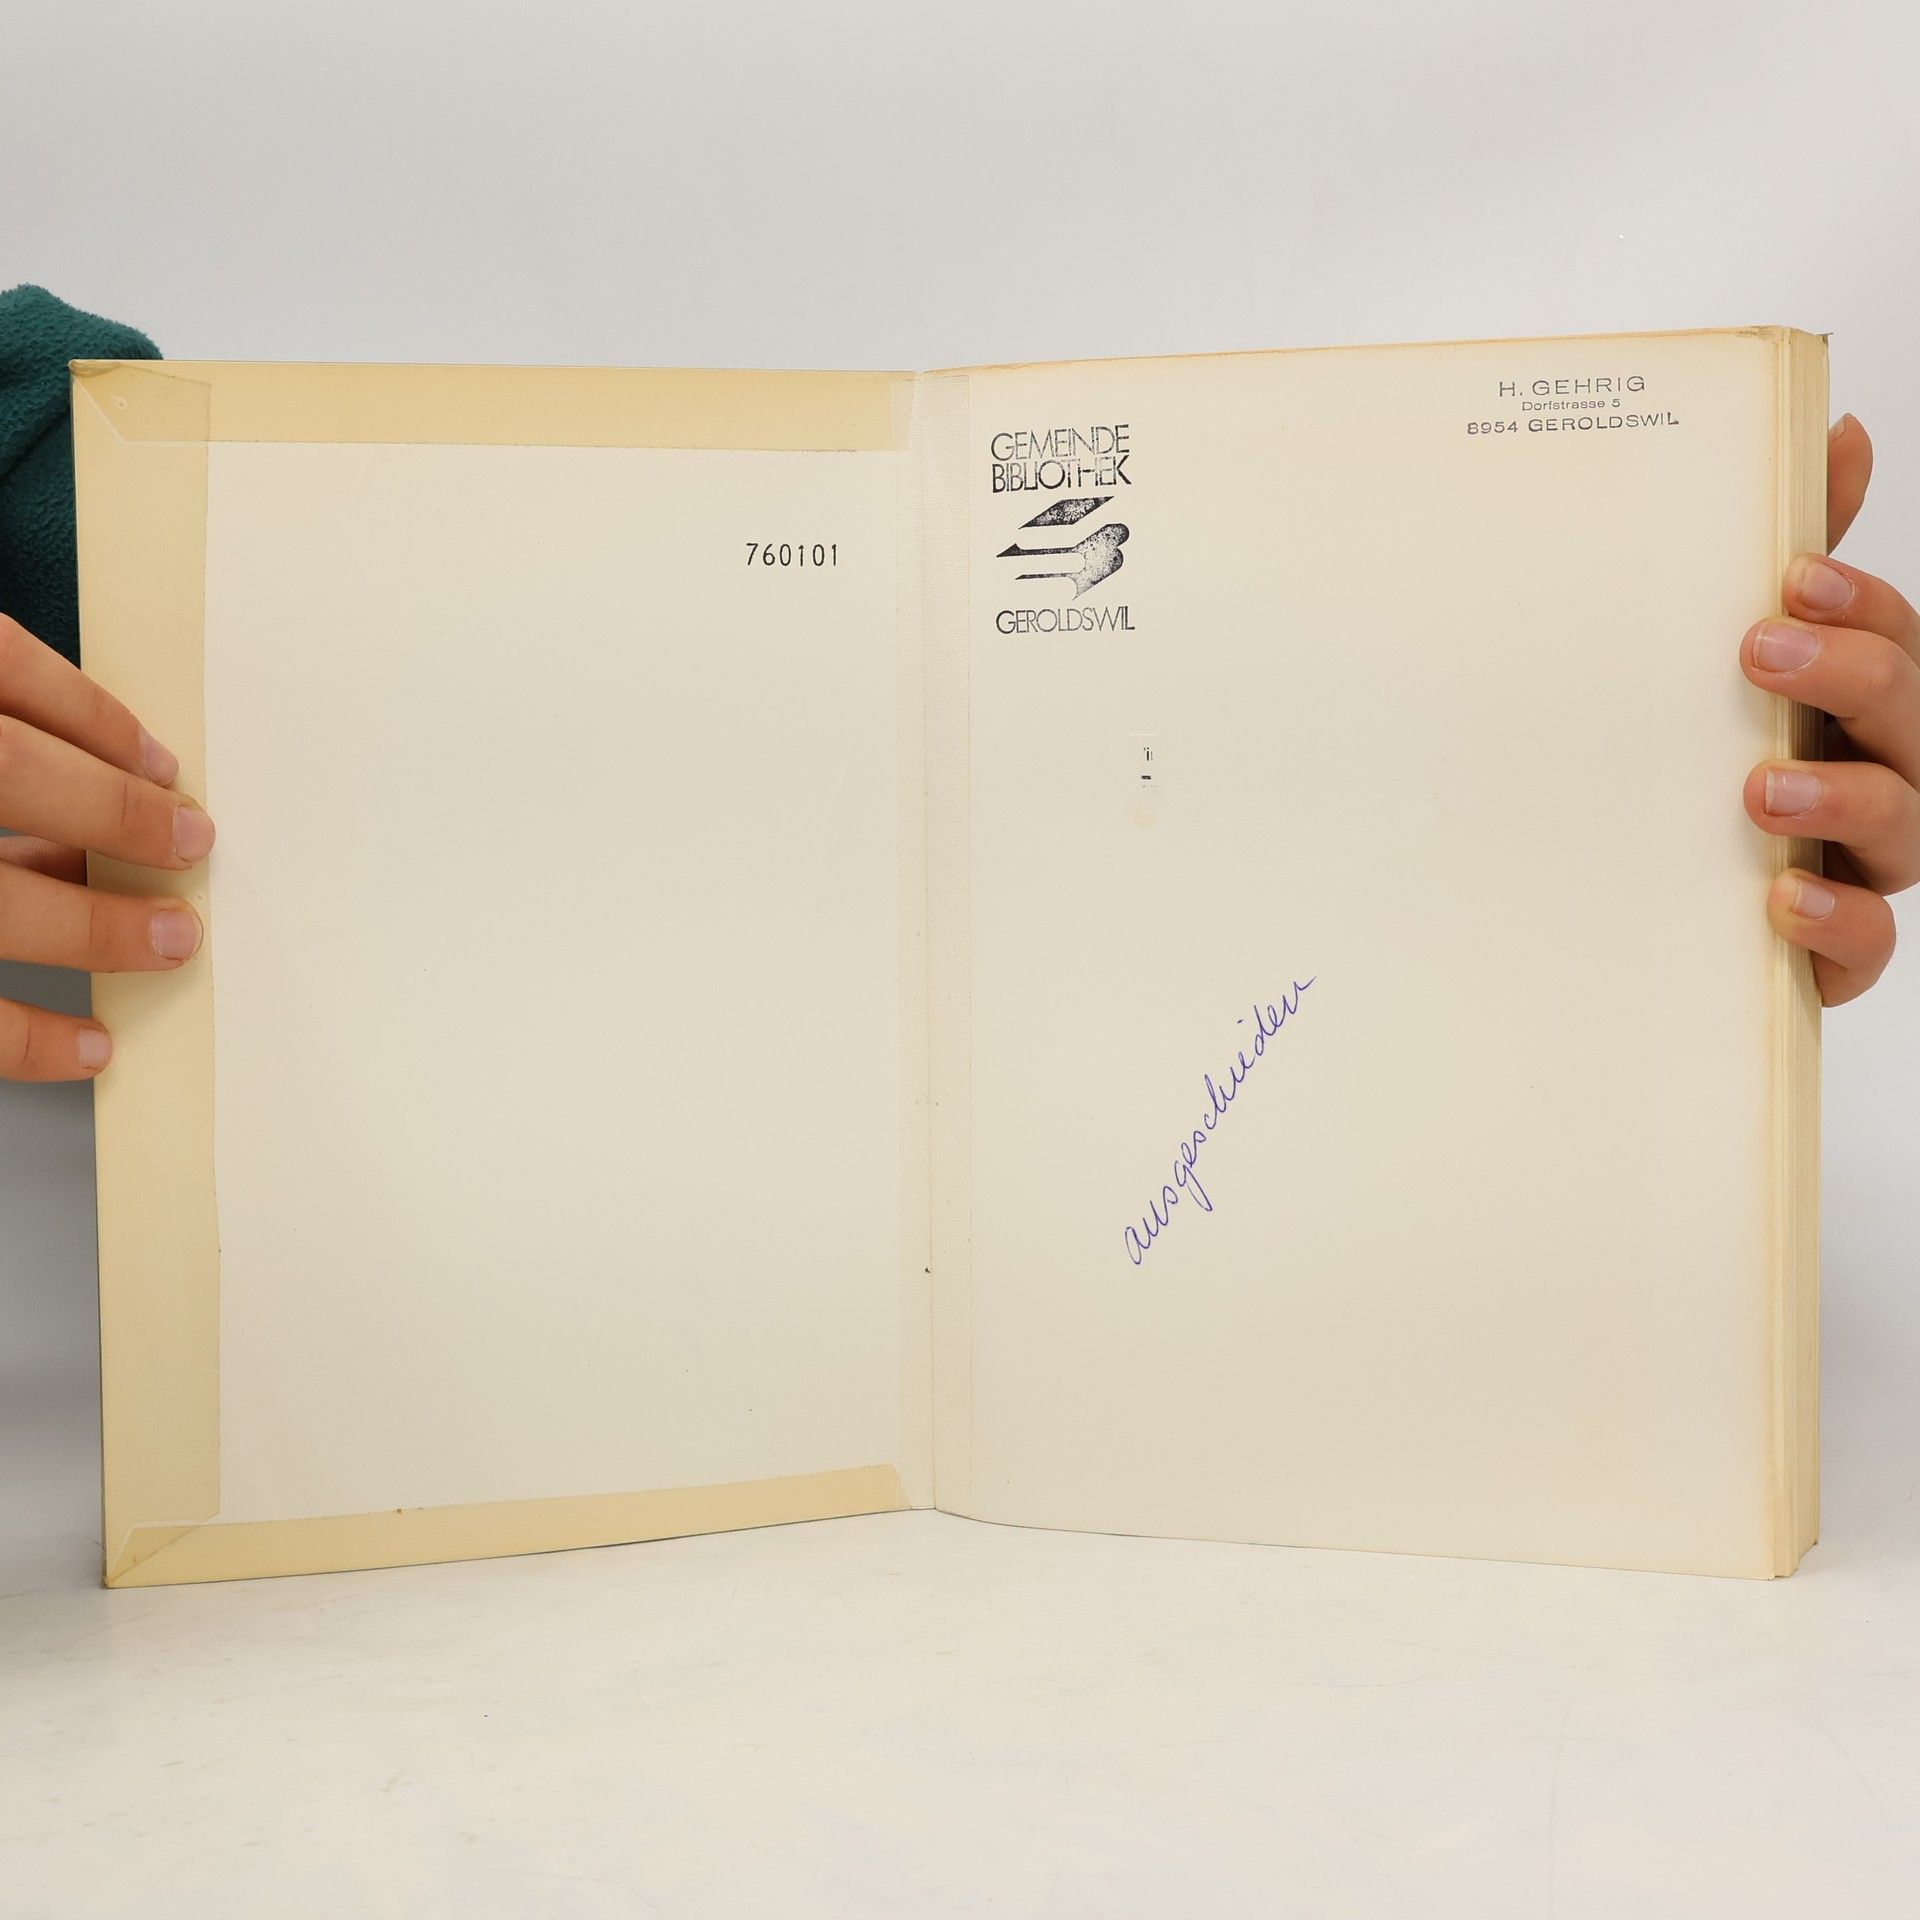 760101
GEMEINDE
BIBLIOTHEK
GEROLDSWIL
H. GEHRIG
Dorfstrasse 5
8954 GEROLDSWIL
ausgeschieden